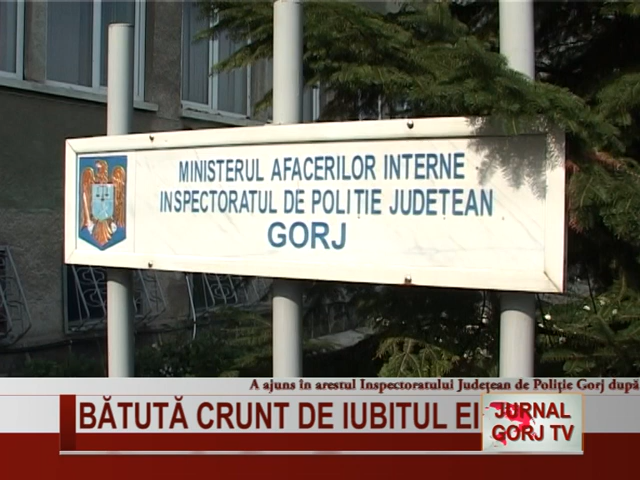 MINISTERUL AFACERILOR INTERNE
INSPECTORATUL DE POLIȚIE JUDEȚEAN
GORJ
A ajuns în arestul Inspectoratului Județean de Poliție Gorj după
BĂTUTĂ CRUNT DE IUBITUL EI
JURNAL
GORJ TV